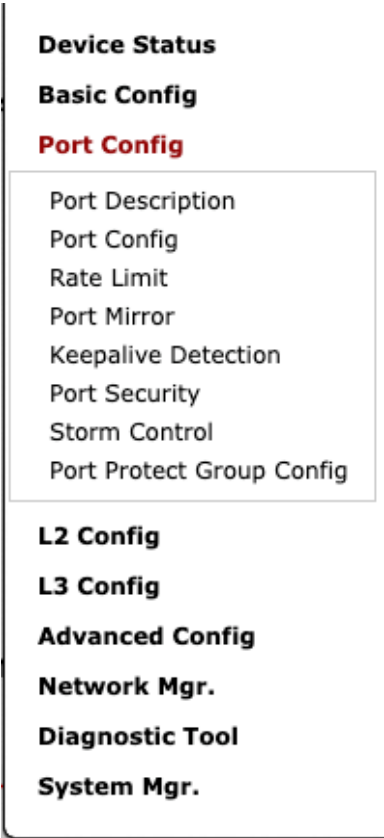 Device Status
Basic Config
Port Config
Port Description
Port Config
Rate Limit
Port Mirror
Keepalive Detection
Port Security
Storm Control
Port Protect Group Config
L2 Config
L3 Config
Advanced Config
Network Mgr.
Diagnostic Tool
System Mgr.